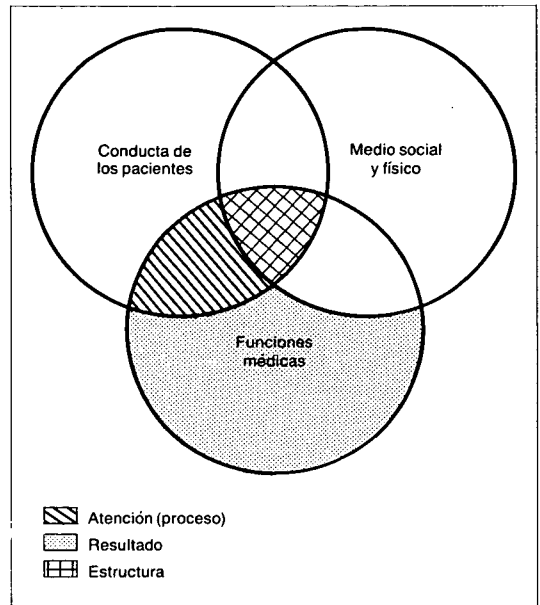 Conducta de
los pacientes
Medio social
y físico
Funciones
médicas
Atención (proceso)
Resultado
Estructura